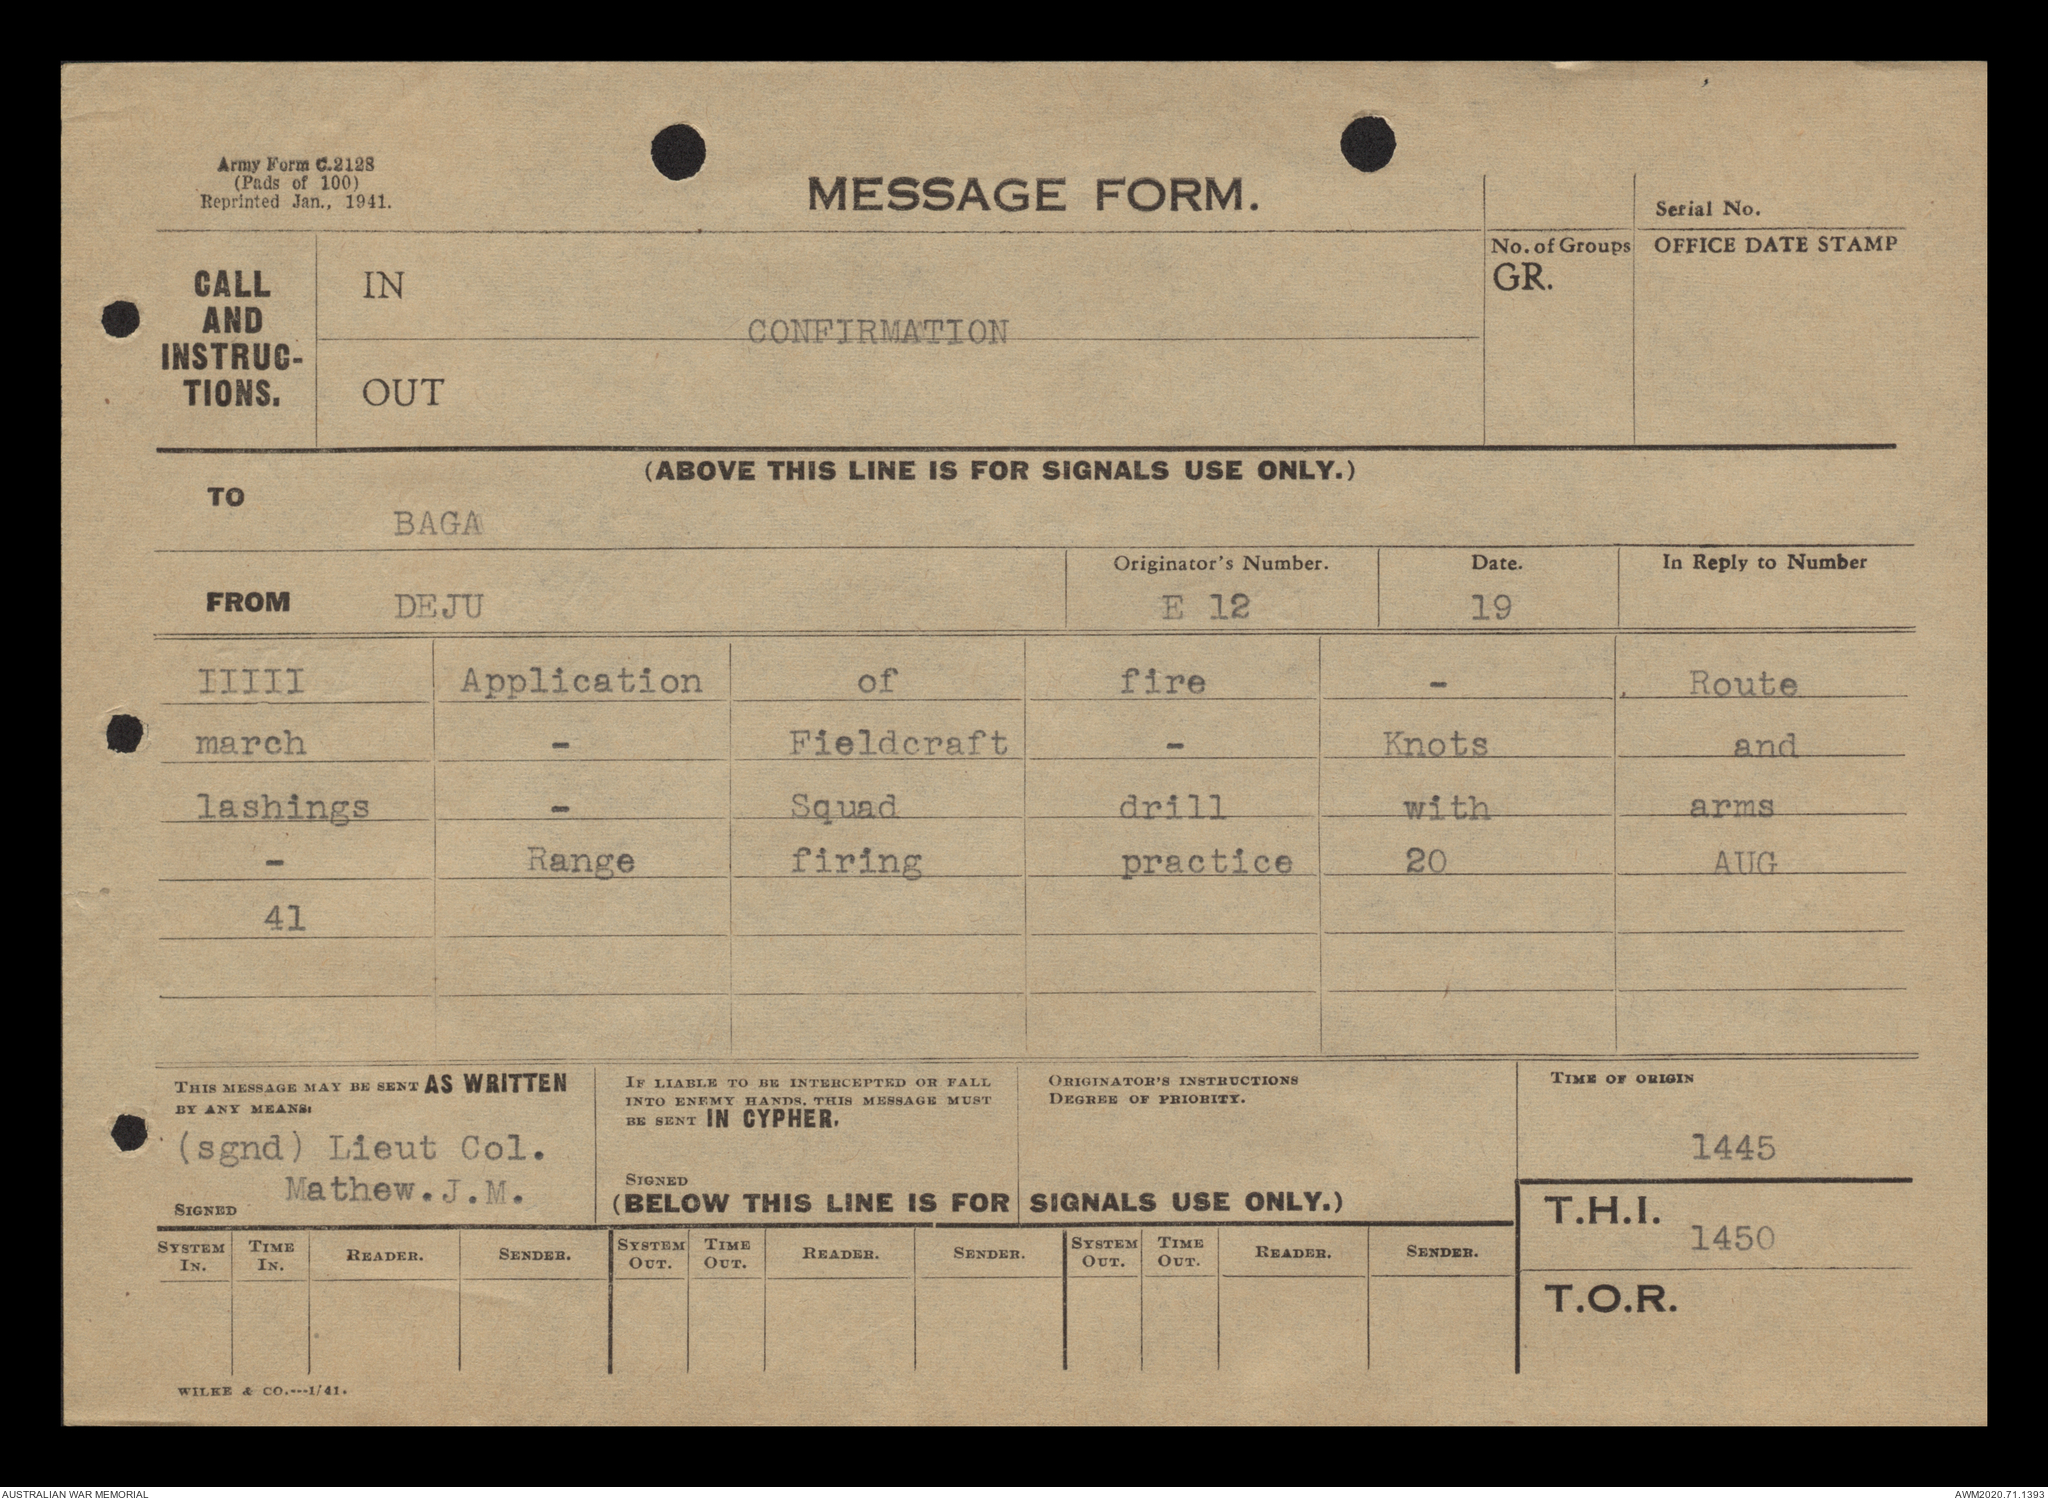 Army Form C.2128
(Pads of 100)
Reprinted Jan., 1941.
MESSAGE FORM.
Serial No.
CALL
AND
INSTRUC-
TIONS.
IN
CONFIRMATION
OUT
No. of Groups
GR.
OFFICE DATE STAMP
(ABOVE THIS LINE IS FOR SIGNALS USE ONLY.)
TO
BAGA
FROM DEJU
Originator's Number.
E 12
Date.
19
In Reply to Number
IIIII Application of fire - Route
march - Fieldcraft - Knots and
lashings - Squad drill with arms
- Range firing practice 20 AUG
41
THIS MESSAGE MAY BE SENT AS WRITTEN
BY ANY MEANS:
(sgnd) Lieut Col.
Mathew.J.M.
SIGNED
IF LIABLE TO BE INTERCEPTED OR FALL
INTO ENEMY HANDS, THIS MESSAGE MUST
BE SENT IN CYPHER.
SIGNED
ORIGINATOR'S INSTRUCTIONS
DEGREE OF PRIORITY.
TIME OF ORIGIN
1445
(BELOW THIS LINE IS FOR SIGNALS USE ONLY.)
T.H.I.
1450
T.O.R.
SYSTEM IN. TIME IN. READER. SENDER. SYSTEM OUT. TIME OUT. READER. SENDER. SYSTEM OUT. TIME OUT. READER. SENDER.
WILKE & CO.---1/41.
AUSTRALIAN WAR MEMORIAL
AWM2020.71.1393